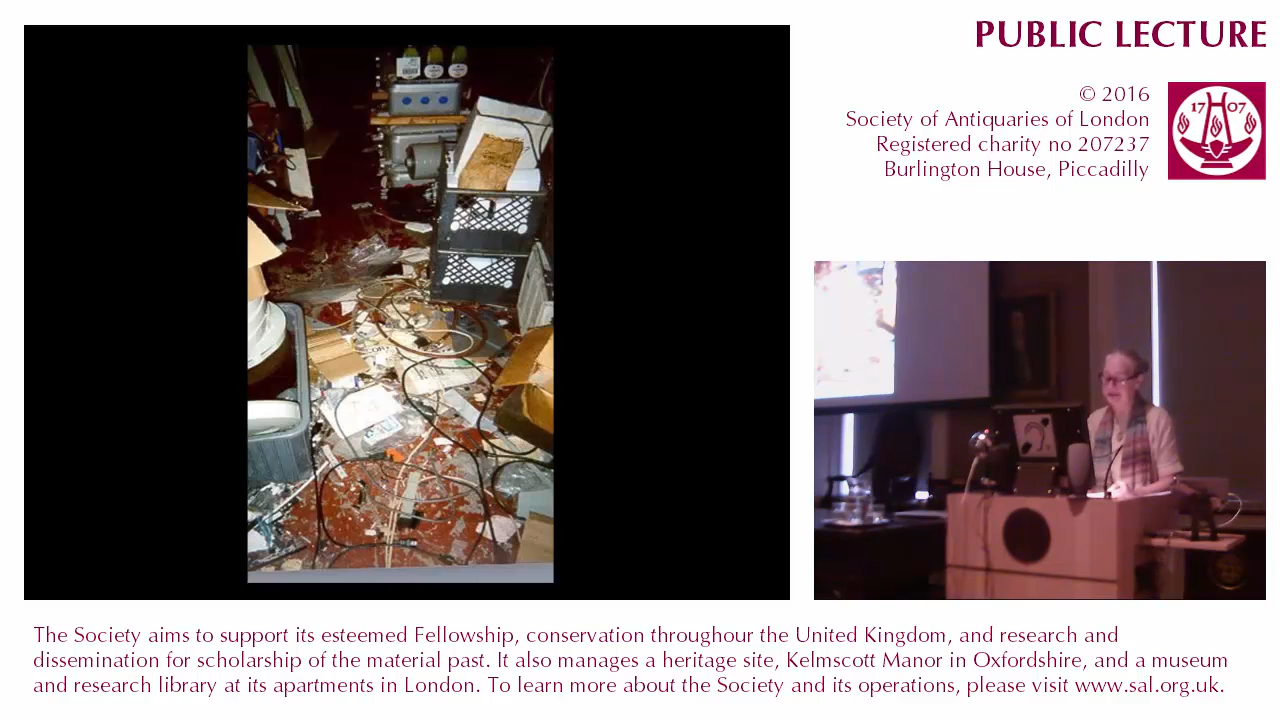 PUBLIC LECTURE
© 2016
Society of Antiquaries of London
Registered charity no 207237
Burlington House, Piccadilly
17 07
The Society aims to support its esteemed Fellowship, conservation throughour the United Kingdom, and research and
dissemination for scholarship of the material past. It also manages a heritage site, Kelmscott Manor in Oxfordshire, and a museum
and research library at its apartments in London. To learn more about the Society and its operations, please visit www.sal.org.uk.